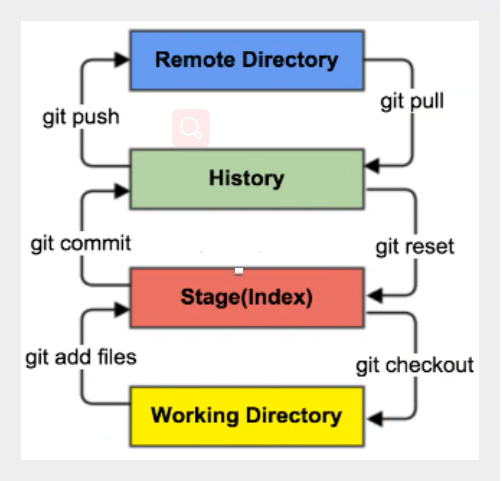 Remote Directory
git pull
git push
History
git commit
git reset
Stage(Index)
git add files
git checkout
Working Directory